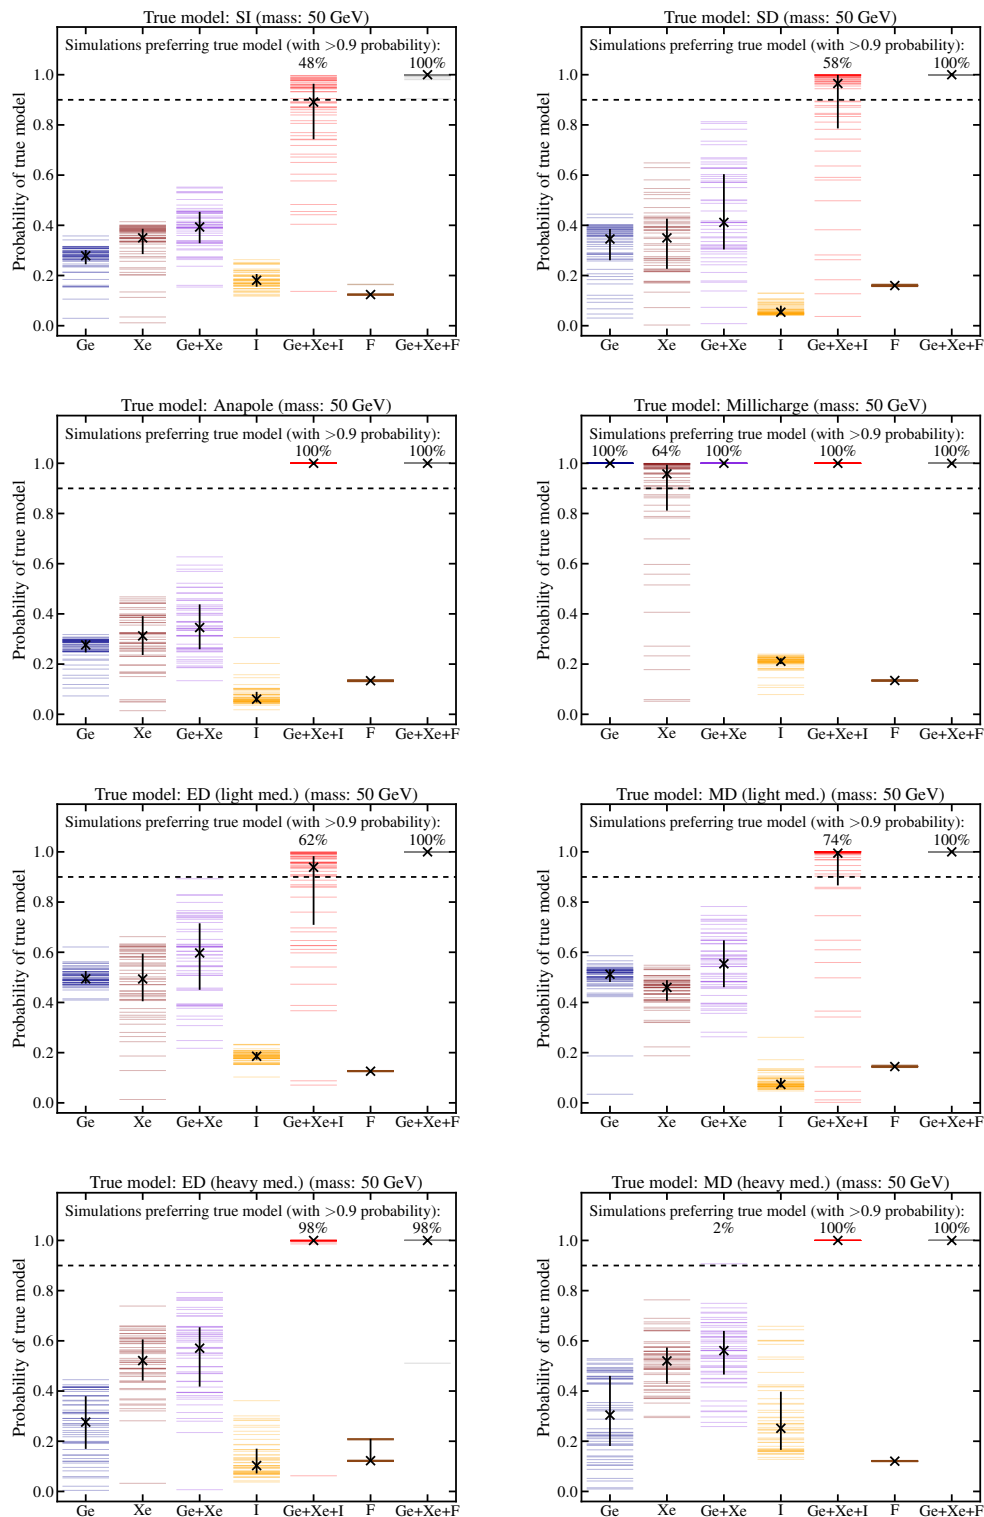 True model: SI (mass: 50 GeV)
Simulations preferring true model (with >0.9 probability):
48% 100%
1.0
0.8
0.6
0.4
0.2
0.0
Probability of true model
Ge Xe Ge+Xe I Ge+Xe+I F Ge+Xe+F
True model: SD (mass: 50 GeV)
Simulations preferring true model (with >0.9 probability):
58% 100%
1.0
0.8
0.6
0.4
0.2
0.0
Probability of true model
Ge Xe Ge+Xe I Ge+Xe+I F Ge+Xe+F
True model: Anapole (mass: 50 GeV)
Simulations preferring true model (with >0.9 probability):
100% 100%
1.0
0.8
0.6
0.4
0.2
0.0
Probability of true model
Ge Xe Ge+Xe I Ge+Xe+I F Ge+Xe+F
True model: Millicharge (mass: 50 GeV)
Simulations preferring true model (with >0.9 probability):
100% 64% 100% 100% 100%
1.0
0.8
0.6
0.4
0.2
0.0
Probability of true model
Ge Xe Ge+Xe I Ge+Xe+I F Ge+Xe+F
True model: ED (light med.) (mass: 50 GeV)
Simulations preferring true model (with >0.9 probability):
62% 100%
1.0
0.8
0.6
0.4
0.2
0.0
Probability of true model
Ge Xe Ge+Xe I Ge+Xe+I F Ge+Xe+F
True model: MD (light med.) (mass: 50 GeV)
Simulations preferring true model (with >0.9 probability):
74% 100%
1.0
0.8
0.6
0.4
0.2
0.0
Probability of true model
Ge Xe Ge+Xe I Ge+Xe+I F Ge+Xe+F
True model: ED (heavy med.) (mass: 50 GeV)
Simulations preferring true model (with >0.9 probability):
98% 98%
1.0
0.8
0.6
0.4
0.2
0.0
Probability of true model
Ge Xe Ge+Xe I Ge+Xe+I F Ge+Xe+F
True model: MD (heavy med.) (mass: 50 GeV)
Simulations preferring true model (with >0.9 probability):
2% 100% 100%
1.0
0.8
0.6
0.4
0.2
0.0
Probability of true model
Ge Xe Ge+Xe I Ge+Xe+I F Ge+Xe+F